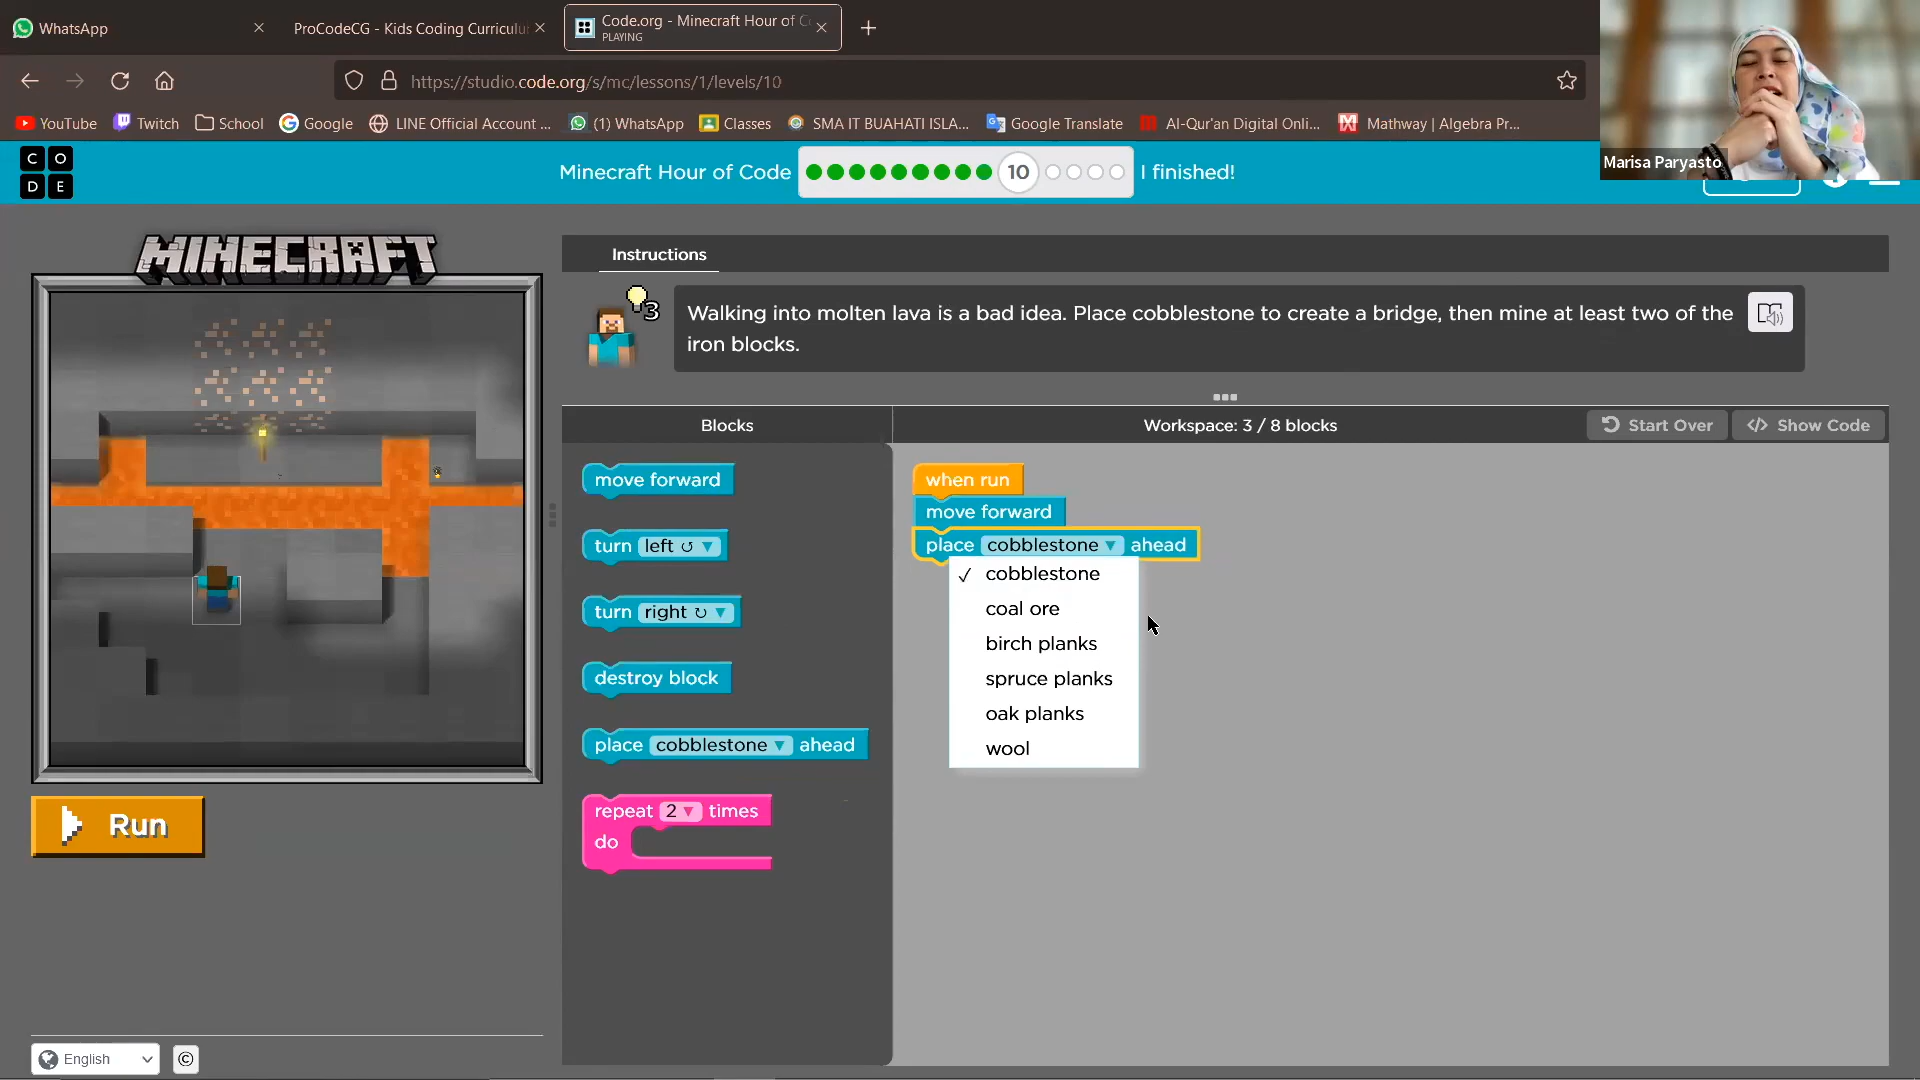 WhatsApp
ProCodeCG - Kids Coding Curriculu
Code.org - Minecraft Hour of C
PLAYING
https://studio.code.org/s/mc/lessons/1/levels/10
YouTube
Twitch
School
Google
LINE Official Account ...
(1) WhatsApp
Classes
SMA IT BUAHATI ISLA...
Google Translate
Al-Qur'an Digital Onli...
Mathway | Algebra Pr...
Marisa Paryasto
C O
D E
Minecraft Hour of Code
10
I finished!
MINECRAFT
Instructions
3
Walking into molten lava is a bad idea. Place cobblestone to create a bridge, then mine at least two of the
iron blocks.
Blocks
Workspace: 3 / 8 blocks
Start Over
Show Code
move forward
turn left
turn right
destroy block
place cobblestone ahead
repeat 2 times
do
when run
move forward
place cobblestone ahead
✓ cobblestone
coal ore
birch planks
spruce planks
oak planks
wool
Run
English
©